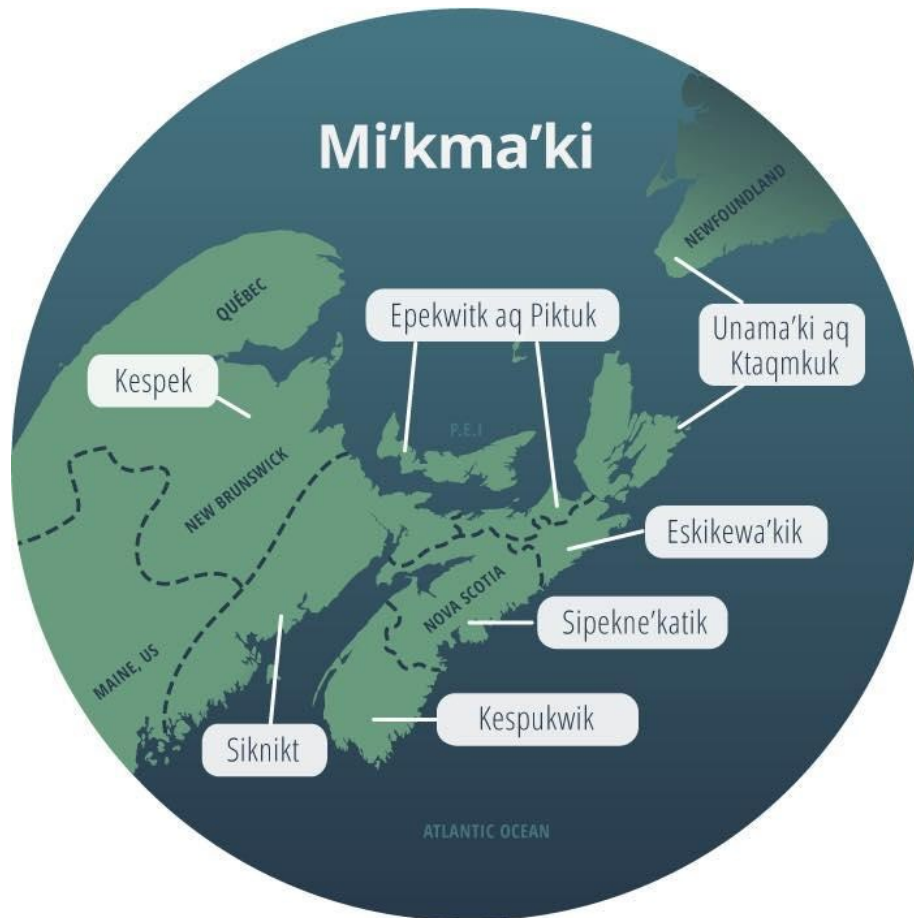 Mi'kma'ki
NEWFOUNDLAND
QUÉBEC
Epekwitk aq Piktuk
Unama'ki aq
Ktaqmkuk
Kespek
P.E.I
NEW BRUNSWICK
Eskikewa'kik
NOVA SCOTIA
Sipekne'katik
MAINE, US
Kespukwik
Siknikt
ATLANTIC OCEAN